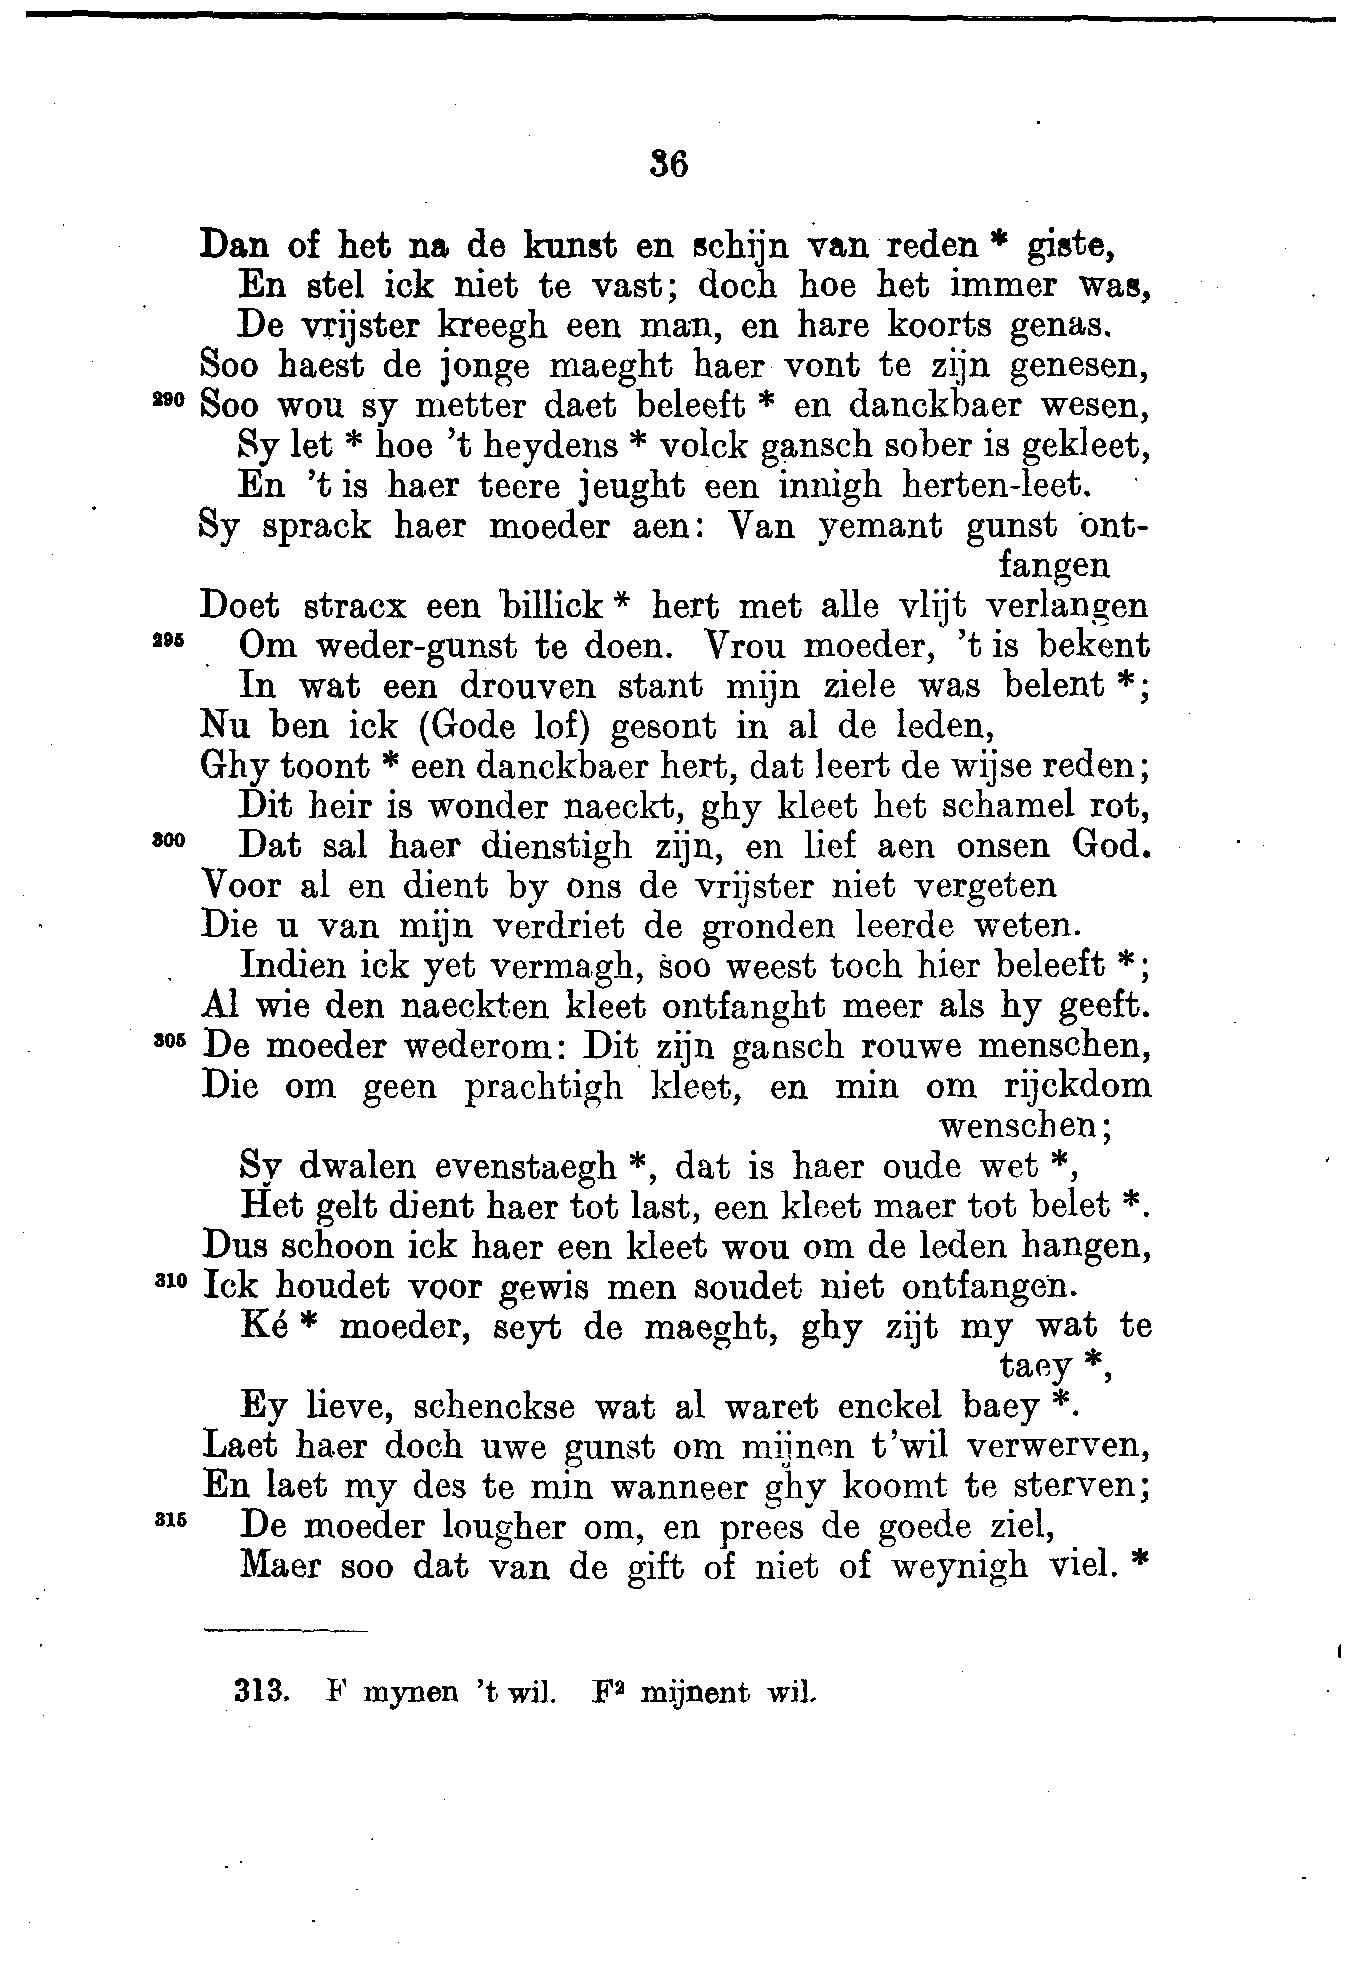 36
Dan of het na de kunst en schijn van reden * giste,
En stel ick niet te vast; doch hoe het immer was,
De vrijster kreegh een man, en hare koorts genas.
Soo haest de jonge maeght haer vont te zijn genesen,
290 Soo wou sy metter daet beleeft * en danckbaer wesen,
Sy let * hoe 't heydens * volck gansch sober is gekleet,
En 't is haer teere jeught een innigh herten-leet.
Sy sprack haer moeder aen: Van yemant gunst ont-
fangen
Doet stracx een billick * hert met alle vlijt verlangen
295 Om weder-gunst te doen. Vrou moeder, 't is bekent
In wat een drouven stant mijn ziele was belent *;
Nu ben ick (Gode lof) gesont in al de leden,
Ghy toont * een danckbaer hert, dat leert de wijse reden;
Dit heir is wonder naeckt, ghy kleet het schamel rot,
300 Dat sal haer dienstigh zijn, en lief aen onsen God.
Voor al en dient by ons de vrijster niet vergeten
Die u van mijn verdriet de gronden leerde weten.
Indien ick yet vermagh, soo weest toch hier beleeft *;
Al wie den naeckten kleet ontfanght meer als hy geeft.
305 De moeder wederom: Dit zijn gansch rouwe menschen,
Die om geen prachtigh kleet, en min om rijckdom
wenschen;
Sy dwalen evenstaegh *, dat is haer oude wet *,
Het gelt dient haer tot last, een kleet maer tot belet *.
Dus schoon ick haer een kleet wou om de leden hangen,
310 Ick houdet voor gewis men soudet niet ontfangen.
Ké * moeder, seyt de maeght, ghy zijt my wat te
taey *,
Ey lieve, schenckse wat al waret enckel baey *.
Laet haer doch uwe gunst om mijnen t'wil verwerven,
En laet my des te min wanneer ghy koomt te sterven;
315 De moeder lougher om, en prees de goede ziel,
Maer soo dat van de gift of niet of weynigh viel. *
313. F mynen 't wil. F² mijnent wil.